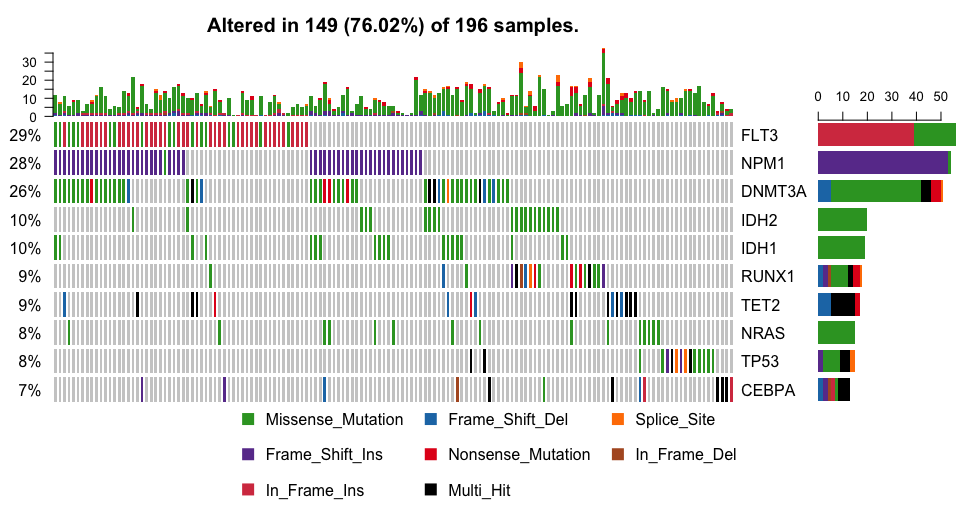 Altered in 149 (76.02%) of 196 samples.
30
20
10
0
0 10 20 30 40 50
29% FLT3
28% NPM1
26% DNMT3A
10% IDH2
10% IDH1
9% RUNX1
9% TET2
8% NRAS
8% TP53
7% CEBPA
Missense_Mutation Frame_Shift_Del Splice_Site
Frame_Shift_Ins Nonsense_Mutation In_Frame_Del
In_Frame_Ins Multi_Hit